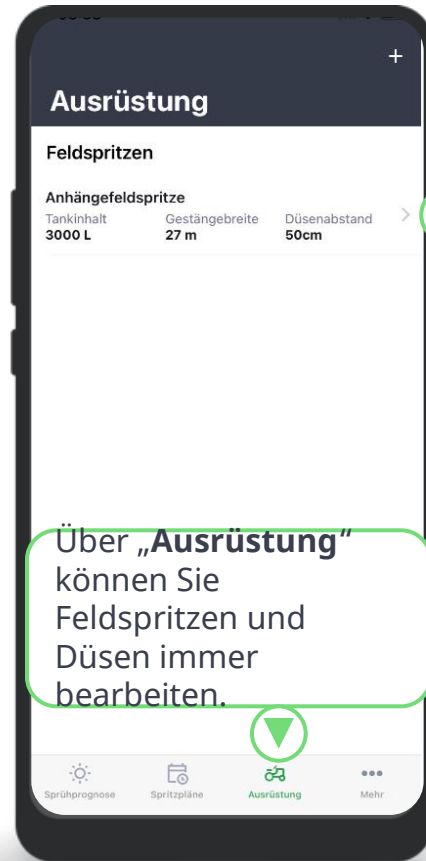 +
Ausrüstung
Feldspritzen
Anhängefeldspritze
Tankinhalt Gestängebreite Düsenabstand
3000 L 27 m 50cm
Über „Ausrüstung“
können Sie
Feldspritzen und
Düsen immer
bearbeiten.
Sprühprognose Spritzpläne Ausrüstung Mehr